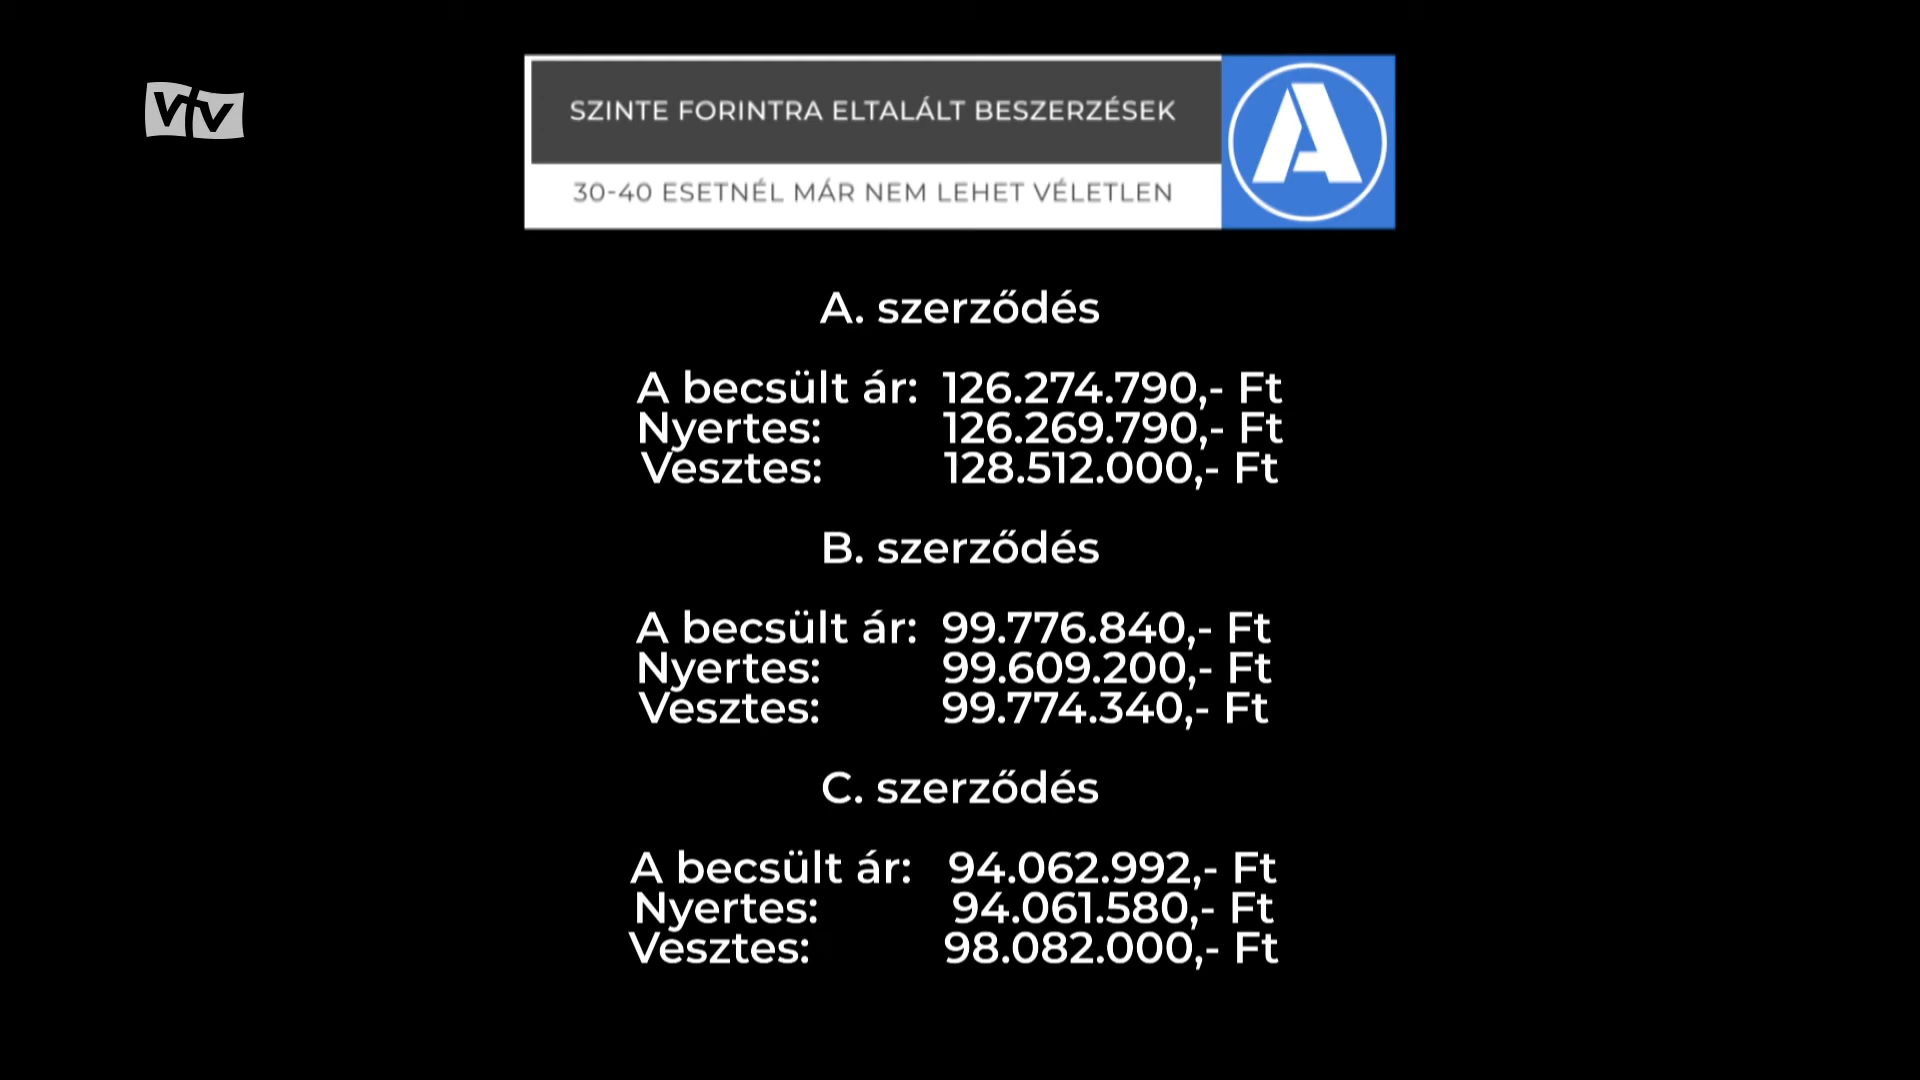 VTV
SZINTE FORINTRA ELTALÁLT BESZERZÉSEK
30-40 ESETNÉL MÁR NEM LEHET VÉLETLEN
A
A. szerződés
A becsült ár: 126.274.790,- Ft
Nyertes: 126.269.790,- Ft
Vesztes: 128.512.000,- Ft
B. szerződés
A becsült ár: 99.776.840,- Ft
Nyertes: 99.609.200,- Ft
Vesztes: 99.774.340,- Ft
C. szerződés
A becsült ár: 94.062.992,- Ft
Nyertes: 94.061.580,- Ft
Vesztes: 98.082.000,- Ft